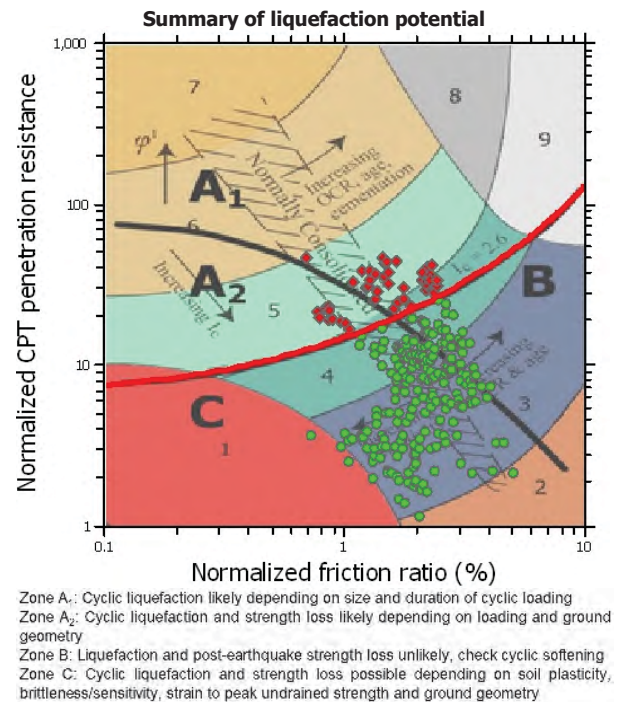 Summary of liquefaction potential
1,000
7
8
9
φ'
Increasing
OCR, age,
cementation
Normally
A1
100
6
Increasing Ic
A2
Ic = 2.6
B
5
10
4
& age
3
C
1
2
1
0.1
1
10
Normalized CPT penetration resistance
Normalized friction ratio (%)
Zone A1: Cyclic liquefaction likely depending on size and duration of cyclic loading
Zone A2: Cyclic liquefaction and strength loss likely depending on loading and ground
geometry
Zone B: Liquefaction and post-earthquake strength loss unlikely, check cyclic softening
Zone C: Cyclic liquefaction and strength loss possible depending on soil plasticity,
brittleness/sensitivity, strain to peak undrained strength and ground geometry